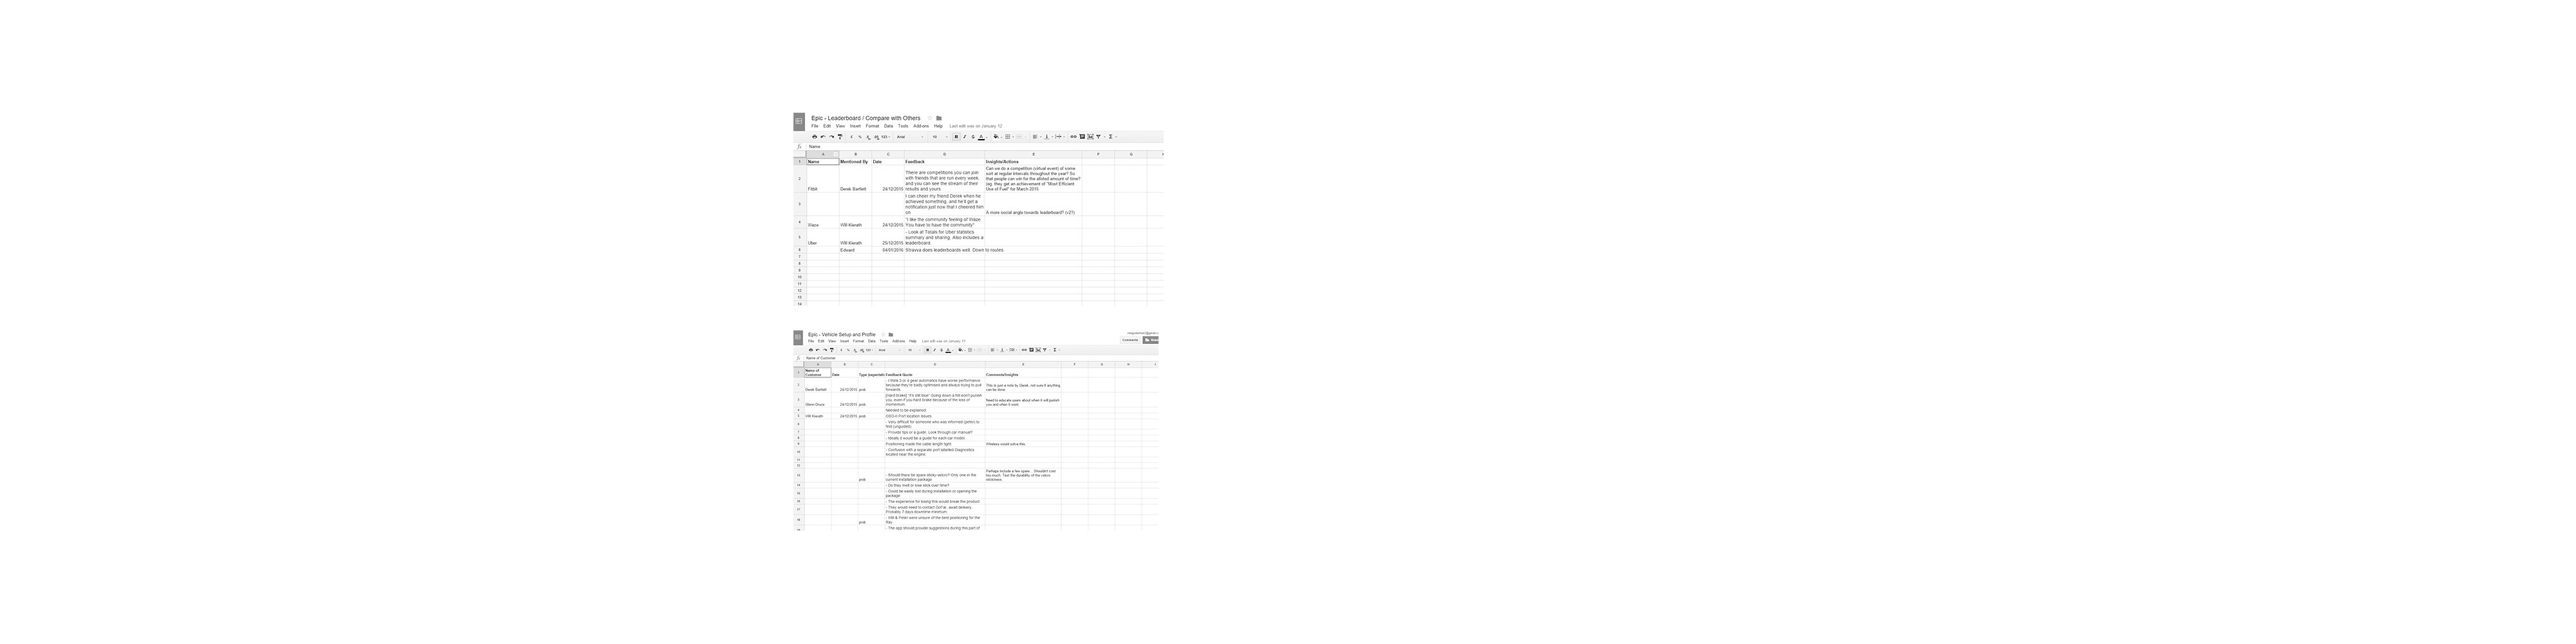 Epic - Leaderboard / Compare with Others
File Edit View Insert Format Data Tools Add-ons Help Last edit was on January 12
Name
A B C D E F G
1 Name Mentioned By Date Feedback Insights/Actions
2 Fitbit Derek Bartlett 24/12/2015
There are competitions you can join
with friends that are run every week,
and you can see the stream of their
results and yours
Can we do a competition (virtual event) of some
sort at regular intervals throughout the year? So
that people can win for the allotted amount of time?
(eg. they get an achievement of "Most Efficient
Use of Fuel" for March 2015
3
I can cheer my friend Derek when he
achieved something. and he'll get a
notification just now that I cheered him
on
A more social angle towards leaderboard? (v2?)
4 Waze Will Kierath 24/12/2015
"I like the community feeling of Waze.
You have to have the community"
5 Uber Will Kierath 25/12/2015
- Look at Totals for Uber statistics
summary and sharing. Also includes a
leaderboard.
6 Edward 04/01/2016 Stravva does leaderboards well. Down to routes.
7
8
9
10
11
12
13
14
Epic - Vehicle Setup and Profile
File Edit View Insert Format Data Tools Add-ons Help Last edit was on January 13
Comments
Name of Customer
A B C D E F G H I
1 Name of
Customer Date Feedback Quote Comments/Insights
2 Derek Bartlett 24/12/2015 prob
- I think 5 or 6 gear automatics have worse performance
because they're badly optimised and always trying to pull
forwards.
This is just a note by Derek, not sure if anything
can be done
3 24/12/2015 prob
[Hard brake] "It's still blue"- Going down a hill won't punish
you, even if you hard brake because of the loss of
momentum.
Need to educate users about when it will punish
you and when it wont
4 Needed to be explained
5 Will Kierath 24/12/2015 prob OBD-II Port location issues
6 - Very difficult for someone who was informed (petro) to
find (unguided).
7 - Provide tips or a guide. Look through car manual?
8 - Ideally it would be a guide for each car model.
9 Positioning made the cable length tight. Wireless would solve this.
10 - Confusion with a separate port labelled Diagnostics
located near the engine.
11
12
13 prob
- Should there be spare sticky velcro? Only one in the
current installation package.
Perhaps include a few spare. . Shouldn't cost
too much. Test the durability of the velcro
stickiness
14 - Do they melt or lose stick over time?
15 - Could be easily lost during installation or opening the
package
16 - The experience for losing this would break the product
17 - They would need to contact GoFar, await delivery.
Probably 7 days downtime minimum
18 prob - Will & Peter were unsure of the best positioning for the
Ray.
- The app should provide suggestions during this part of